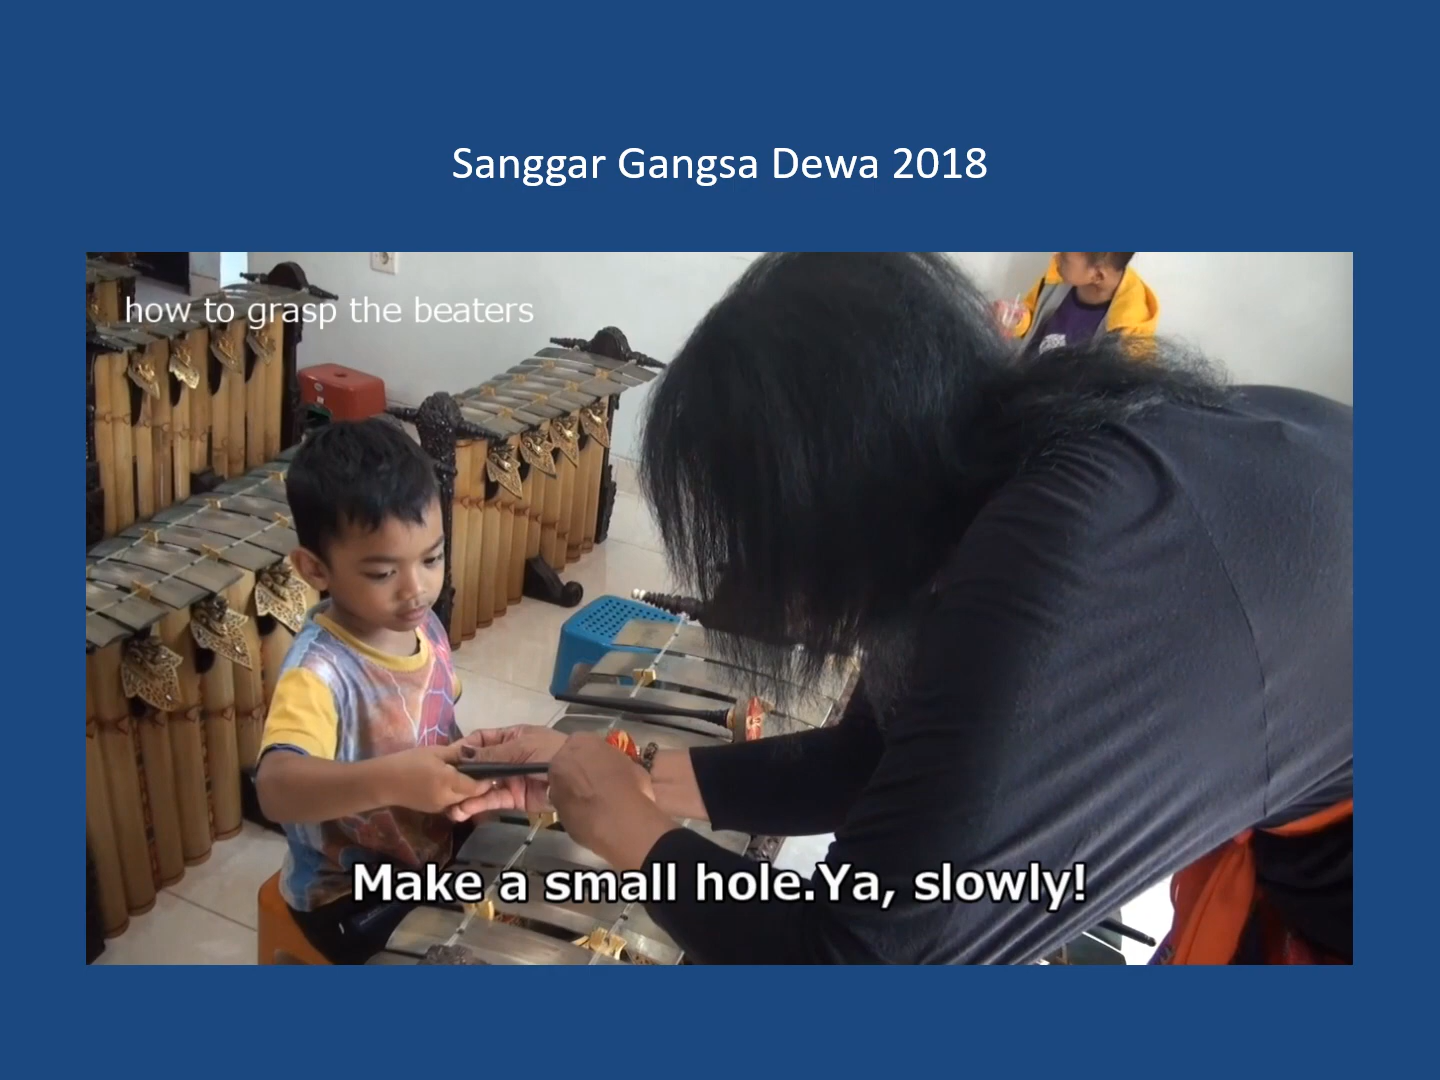 Sanggar Gangsa Dewa 2018
how to grasp the beaters
Make a small hole.Ya, slowly!